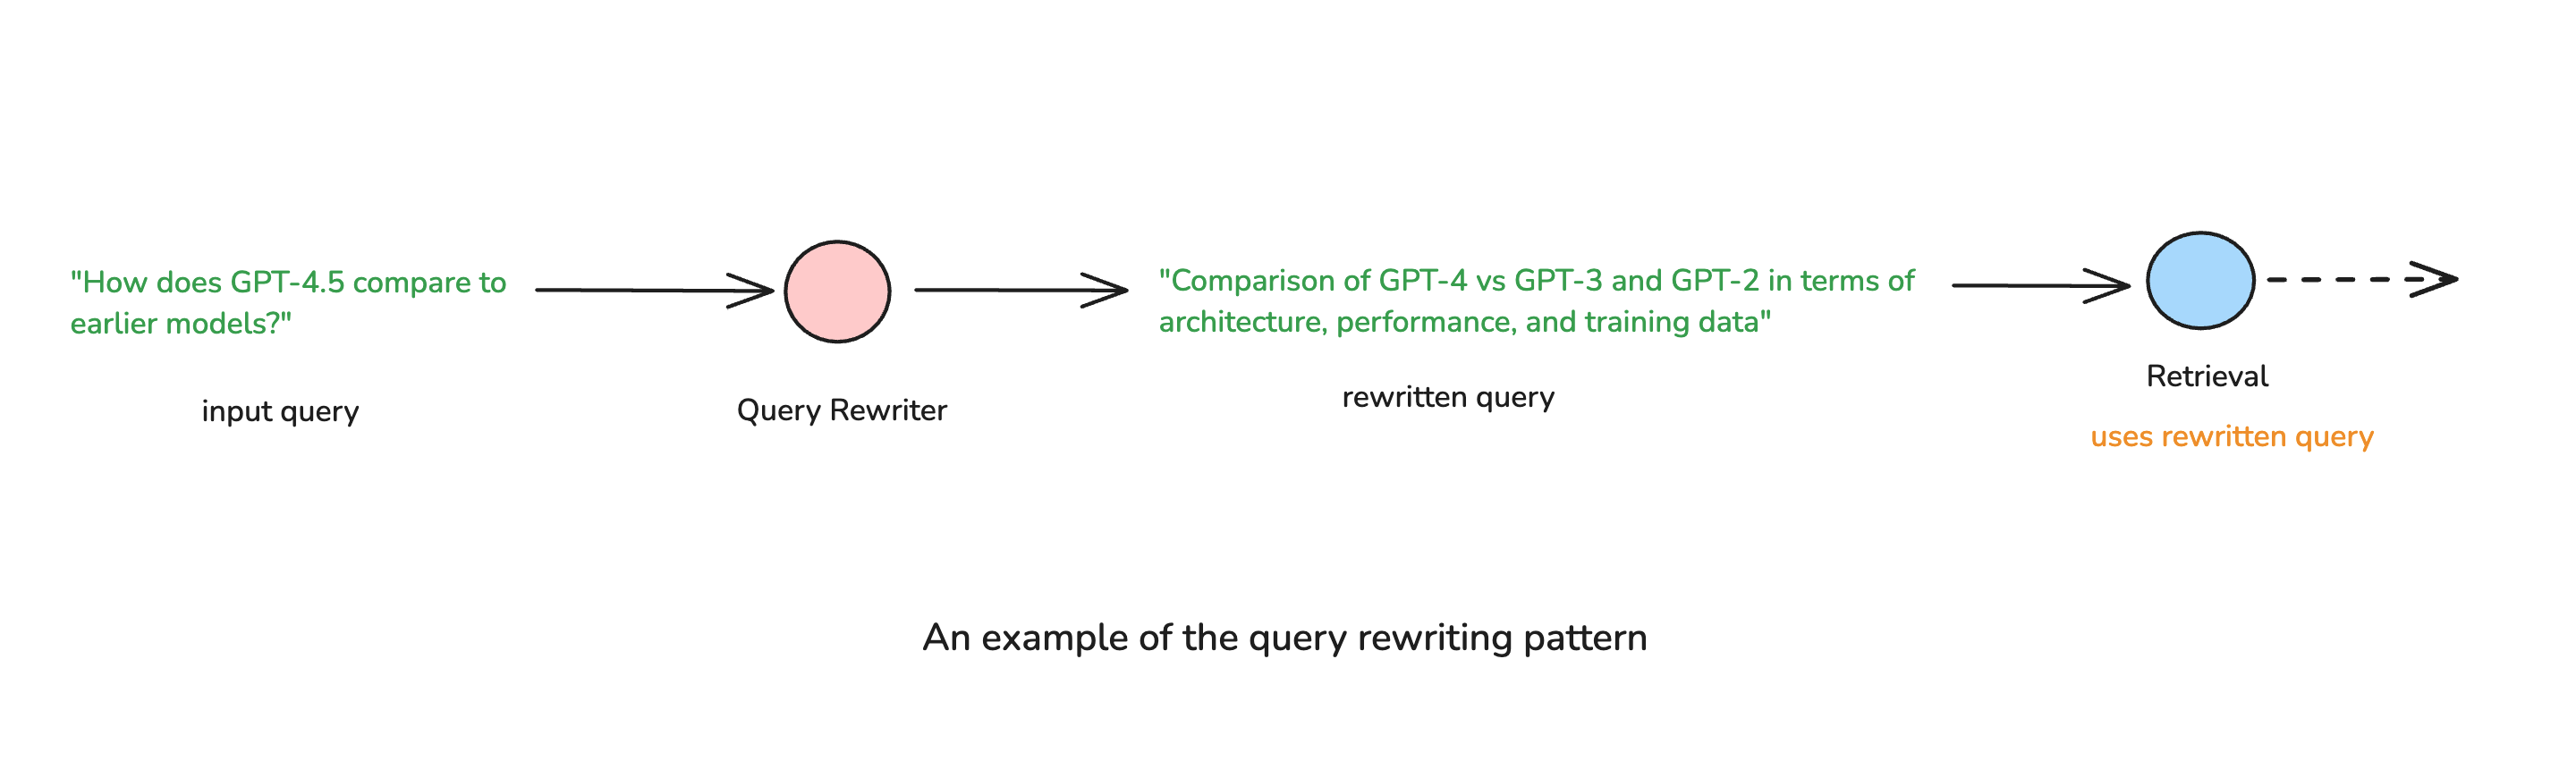 "How does GPT-4.5 compare to
earlier models?"
input query
Query Rewriter
"Comparison of GPT-4 vs GPT-3 and GPT-2 in terms of
architecture, performance, and training data"
rewritten query
Retrieval
uses rewritten query
An example of the query rewriting pattern